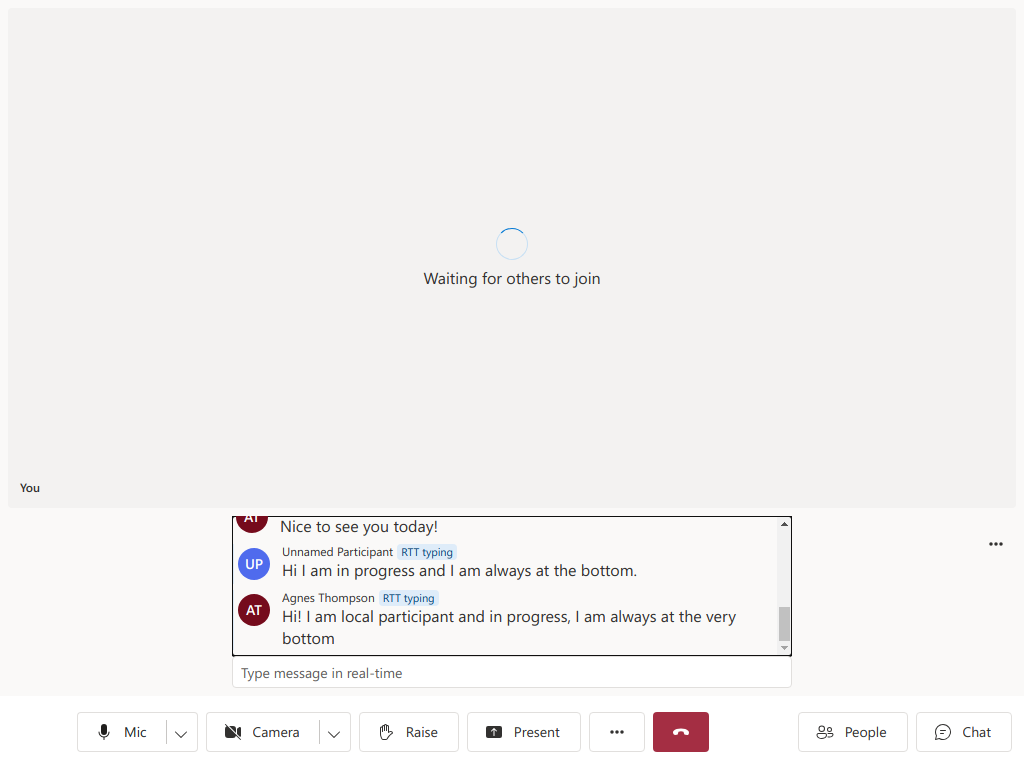 Waiting for others to join
You
AT
Nice to see you today!
Unnamed Participant RTT typing
UP
Hi I am in progress and I am always at the bottom.
Agnes Thompson RTT typing
AT
Hi! I am local participant and in progress, I am always at the very
bottom
Type message in real-time
Mic
Camera
Raise
Present
People
Chat